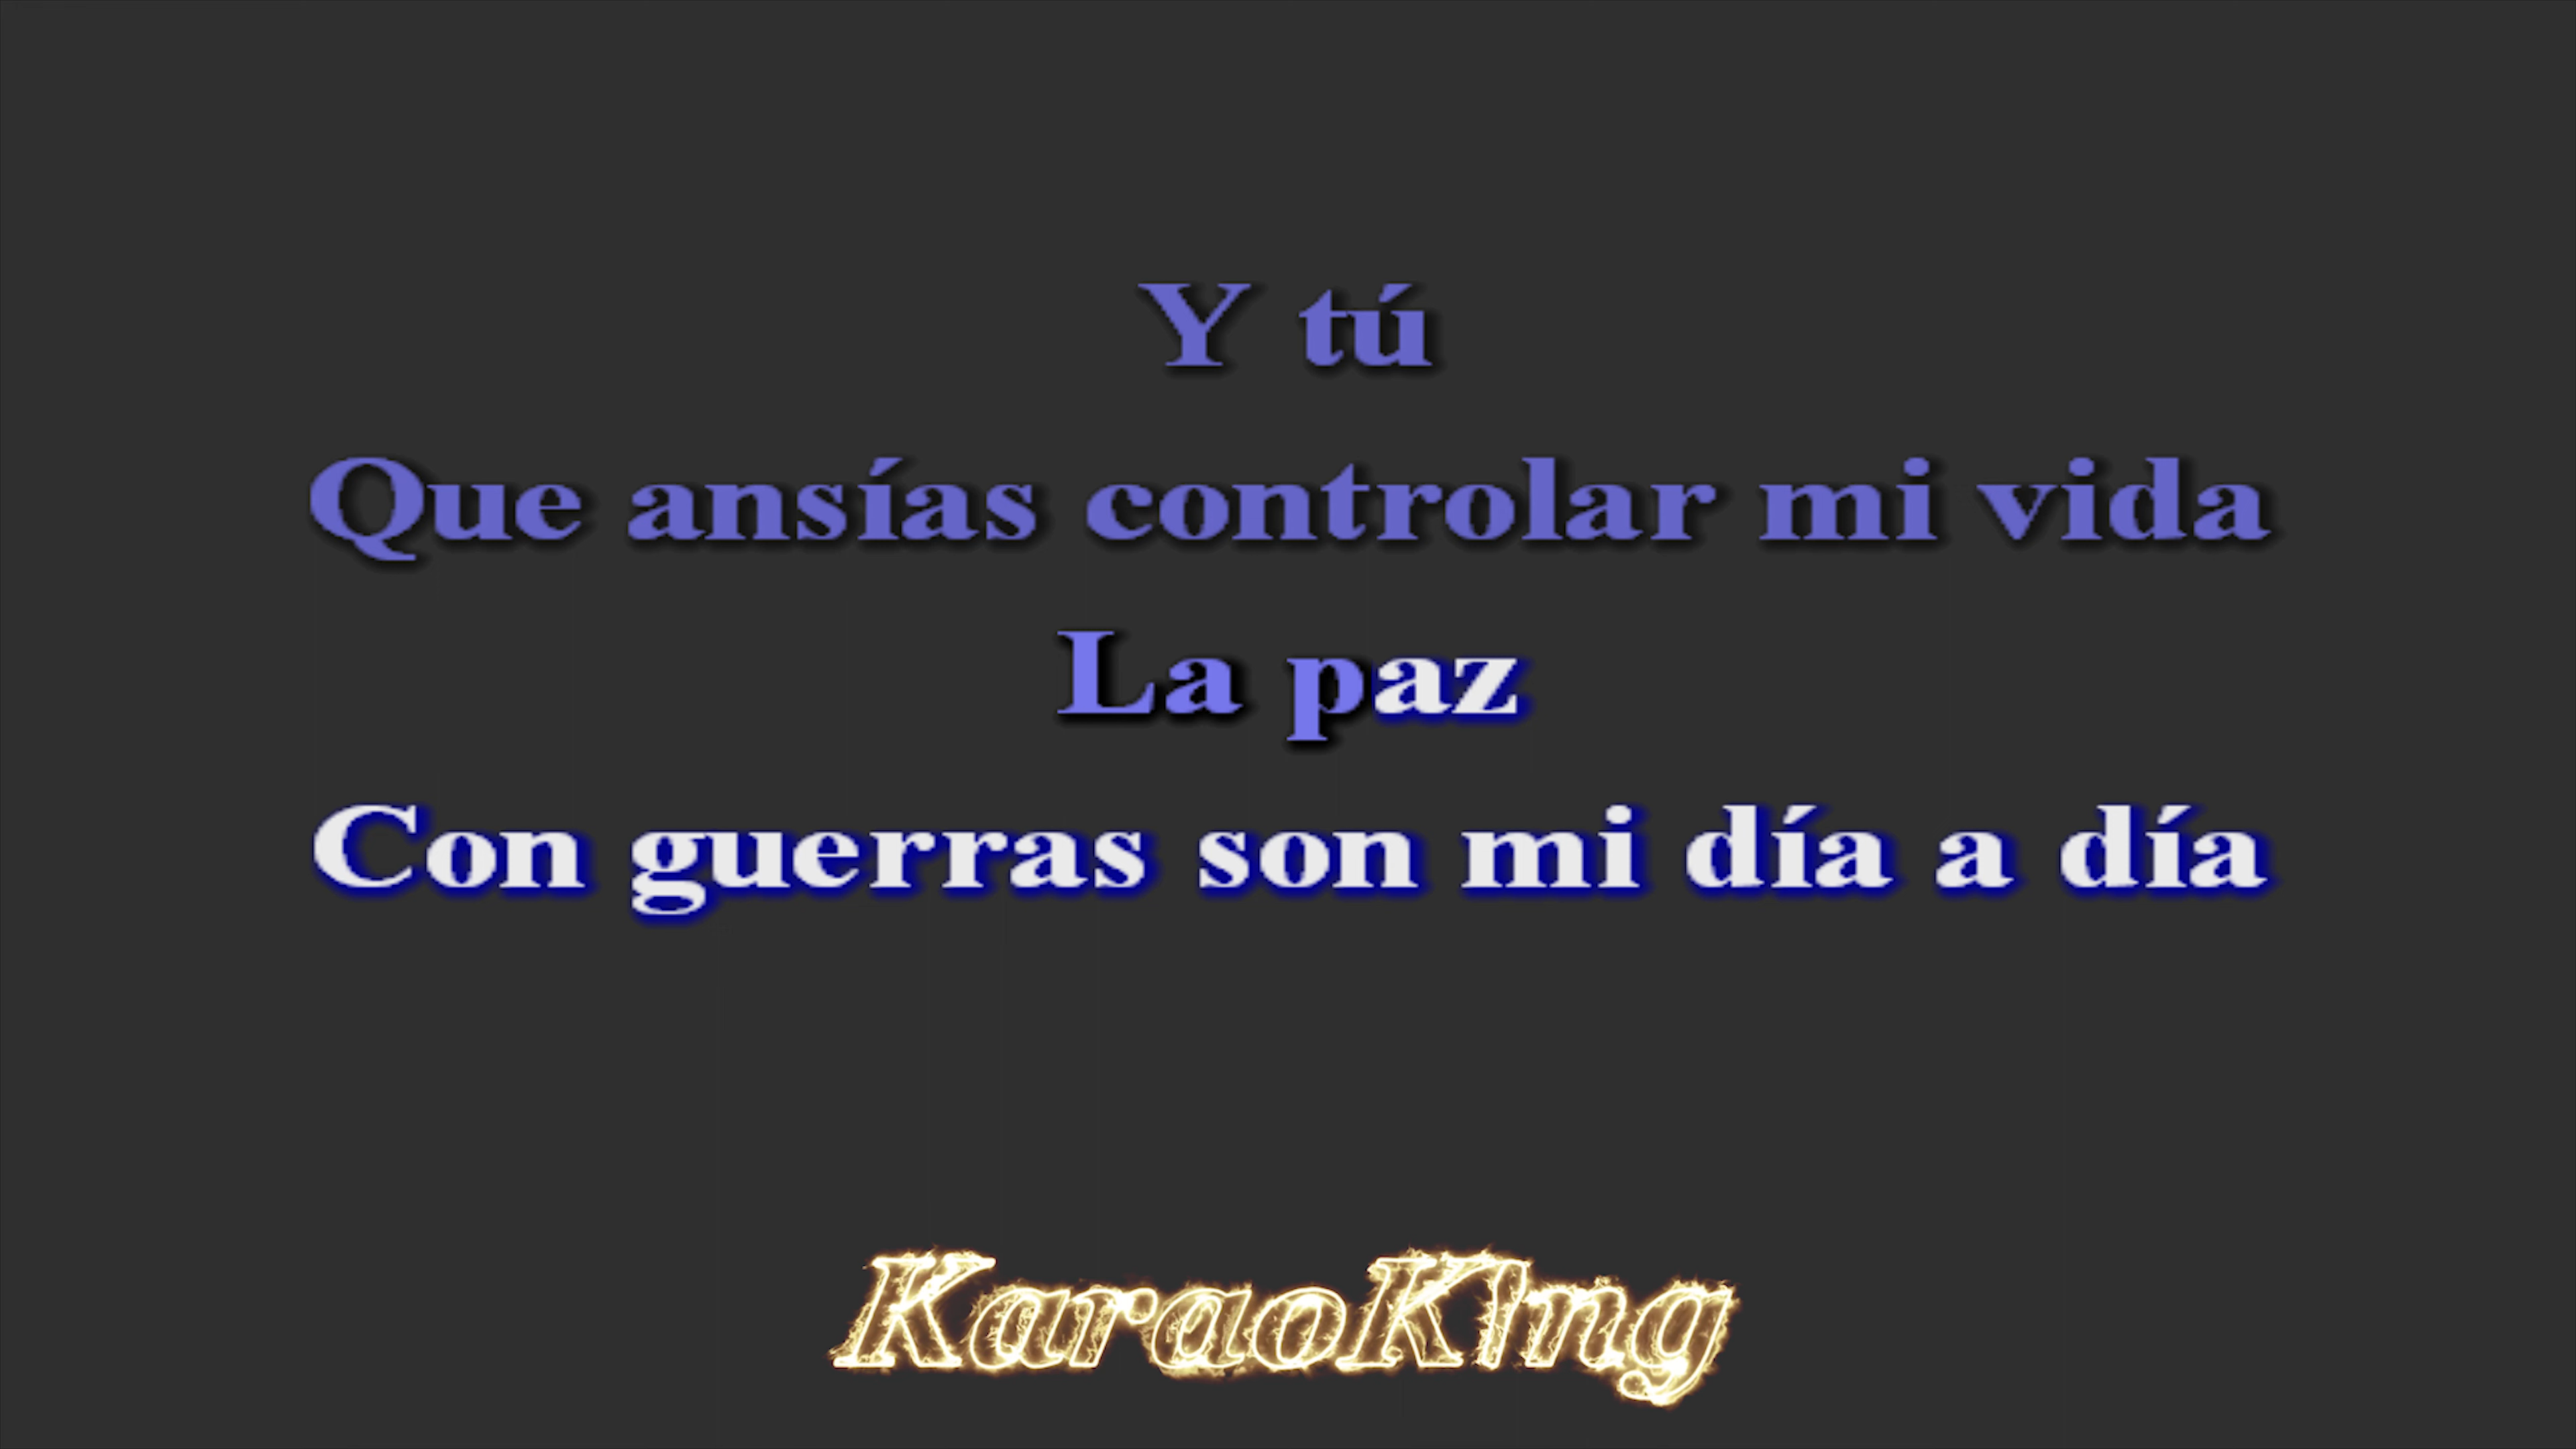 Y tú
Que ansías controlar mi vida
La paz
Con guerras son mi día a día
KaraoKing